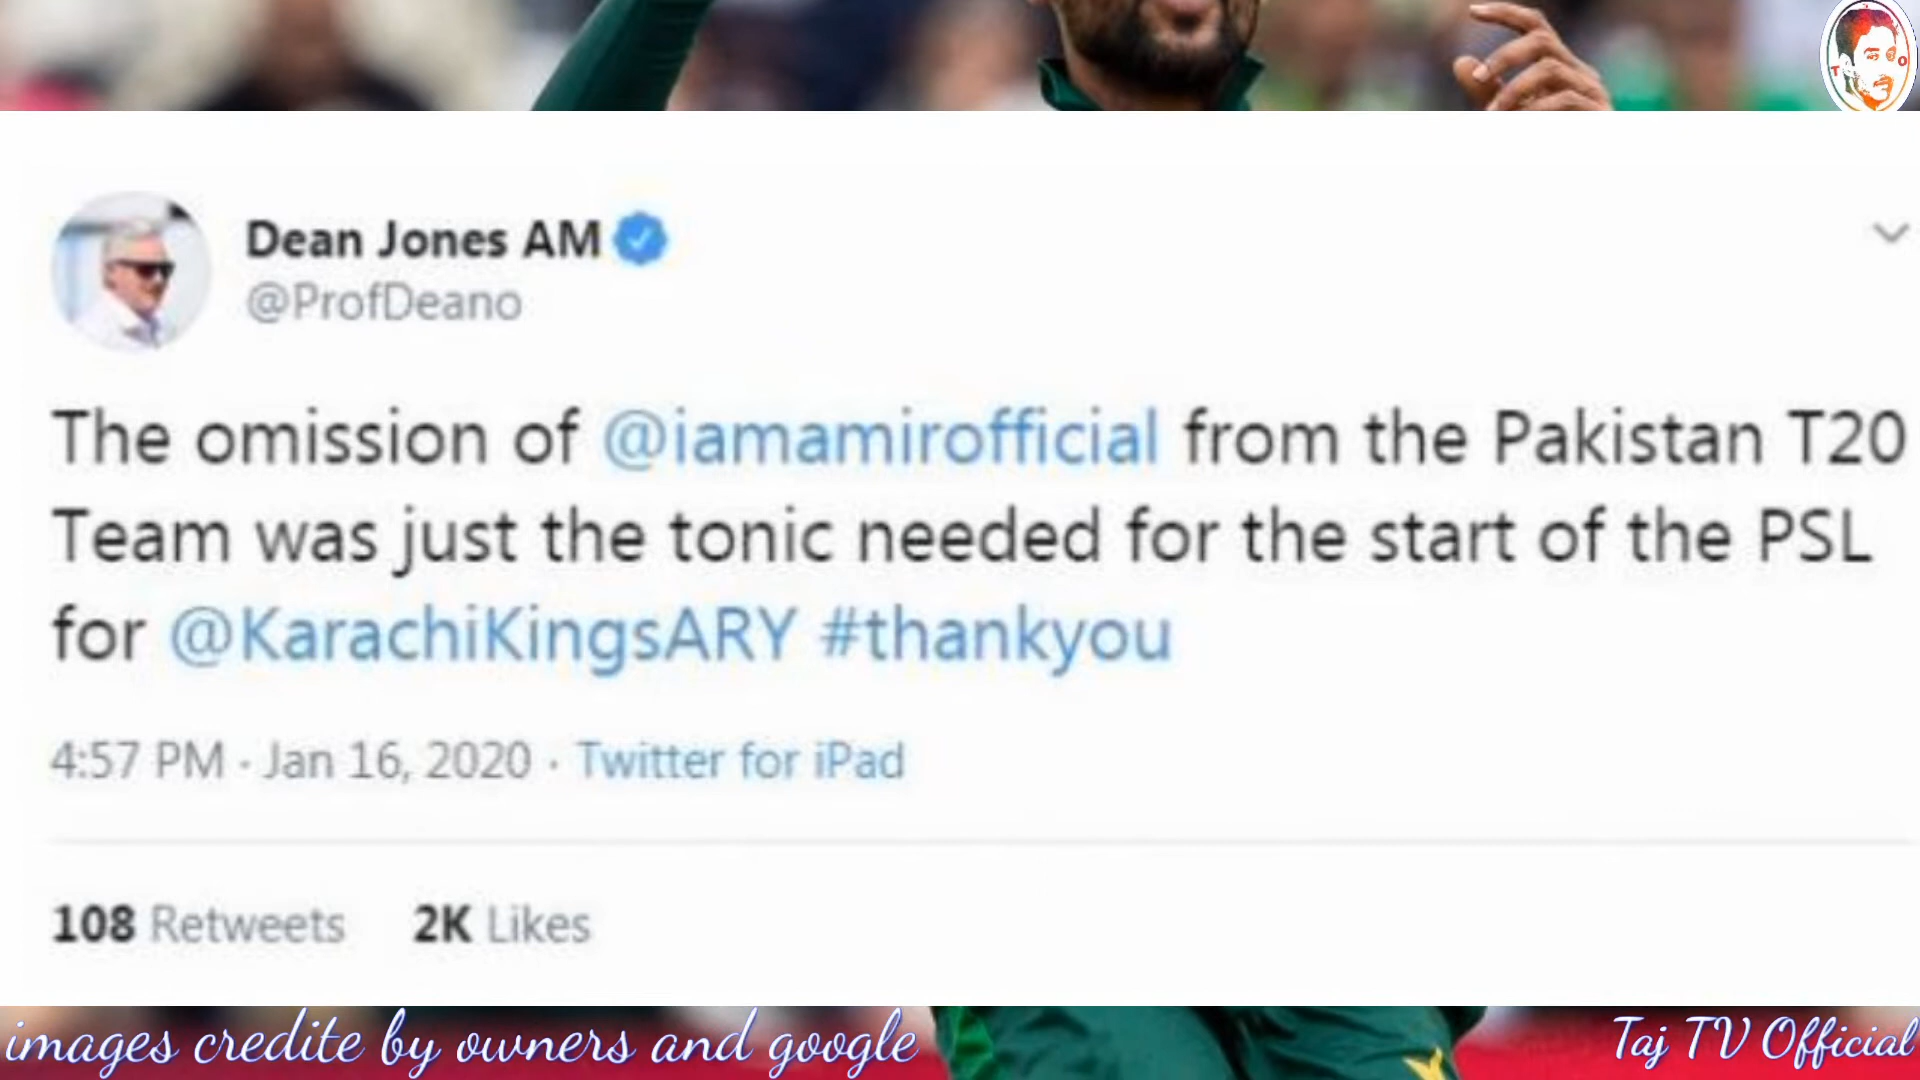 T O
Dean Jones AM
@ProfDeano
The omission of @iamamirofficial from the Pakistan T20
Team was just the tonic needed for the start of the PSL
for @KarachiKingsARY #thankyou
4:57 PM · Jan 16, 2020 · Twitter for iPad
108 Retweets 2K Likes
images credite by owners and google
Taj TV Official